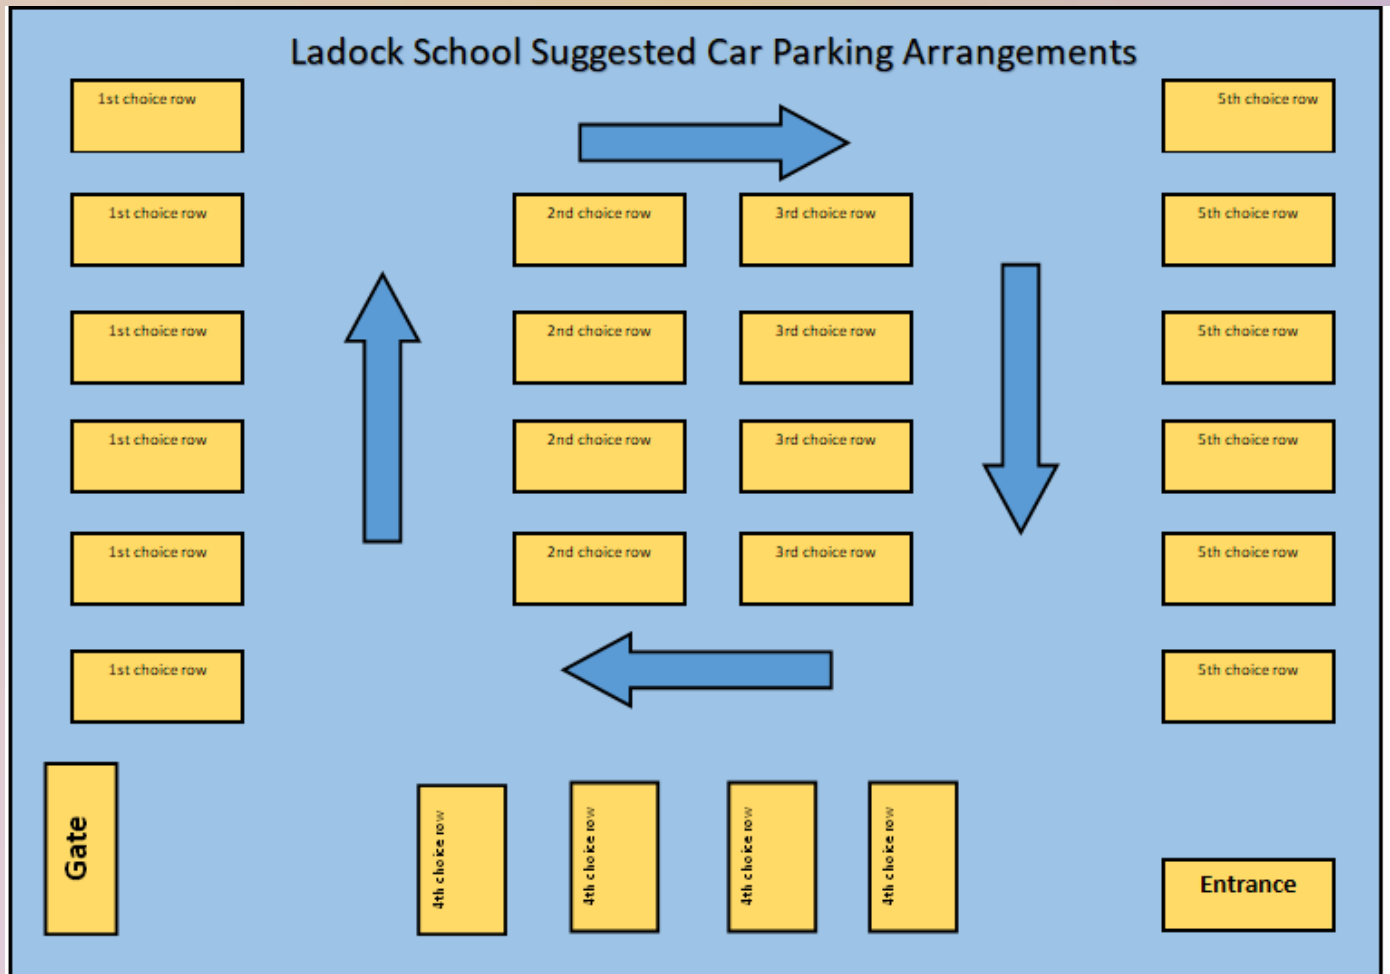 Ladock School Suggested Car Parking Arrangements
1st choice row
5th choice row
1st choice row
2nd choice row
3rd choice row
5th choice row
1st choice row
2nd choice row
3rd choice row
5th choice row
1st choice row
2nd choice row
3rd choice row
5th choice row
1st choice row
2nd choice row
3rd choice row
5th choice row
1st choice row
5th choice row
Gate
4th choice row
4th choice row
4th choice row
4th choice row
Entrance